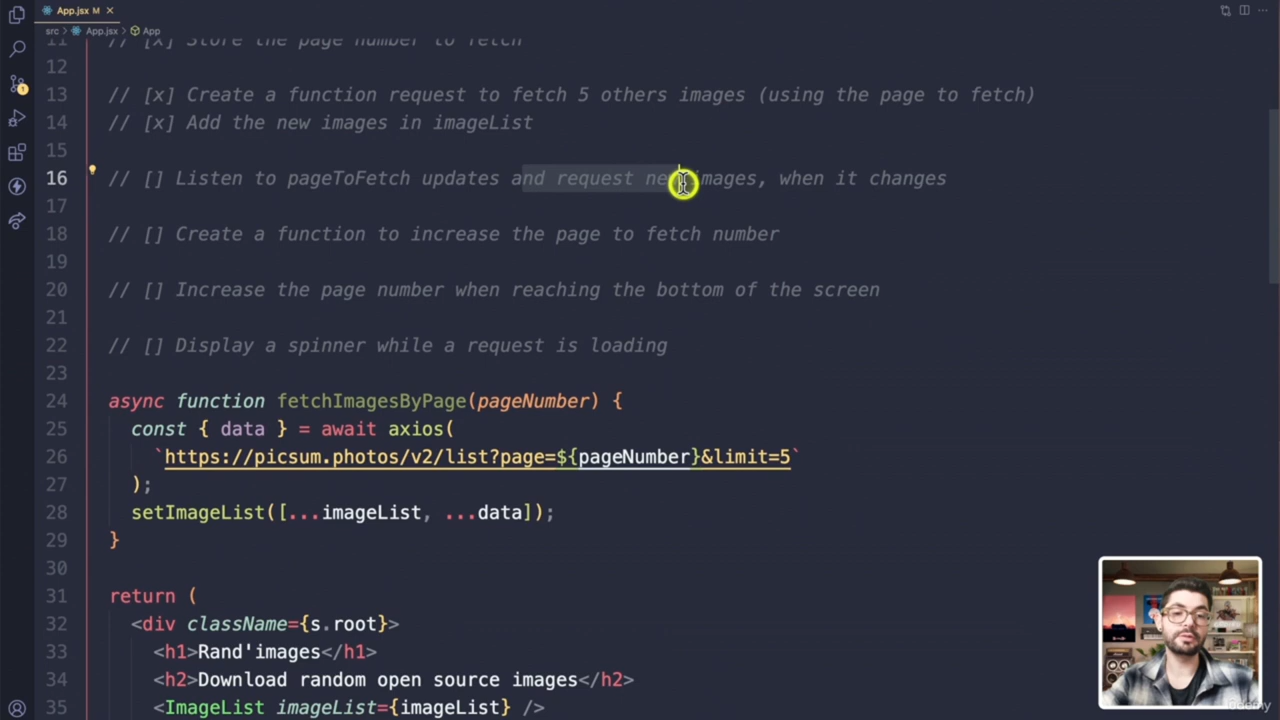 App.jsx M ×
src > App.jsx > App
11 // [x] Store the page number to fetch
12
13 // [x] Create a function request to fetch 5 others images (using the page to fetch)
14 // [x] Add the new images in imageList
15
16 // [] Listen to pageToFetch updates and request new images, when it changes
17
18 // [] Create a function to increase the page to fetch number
19
20 // [] Increase the page number when reaching the bottom of the screen
21
22 // [] Display a spinner while a request is loading
23
24 async function fetchImagesByPage(pageNumber) {
25 const { data } = await axios(
26 `https://picsum.photos/v2/list?page=${pageNumber}&limit=5`
27 );
28 setImageList([...imageList, ...data]);
29 }
30
31 return (
32 <div className={s.root}>
33 <h1>Rand'images</h1>
34 <h2>Download random open source images</h2>
35 <ImageList imageList={imageList} />
Udemy